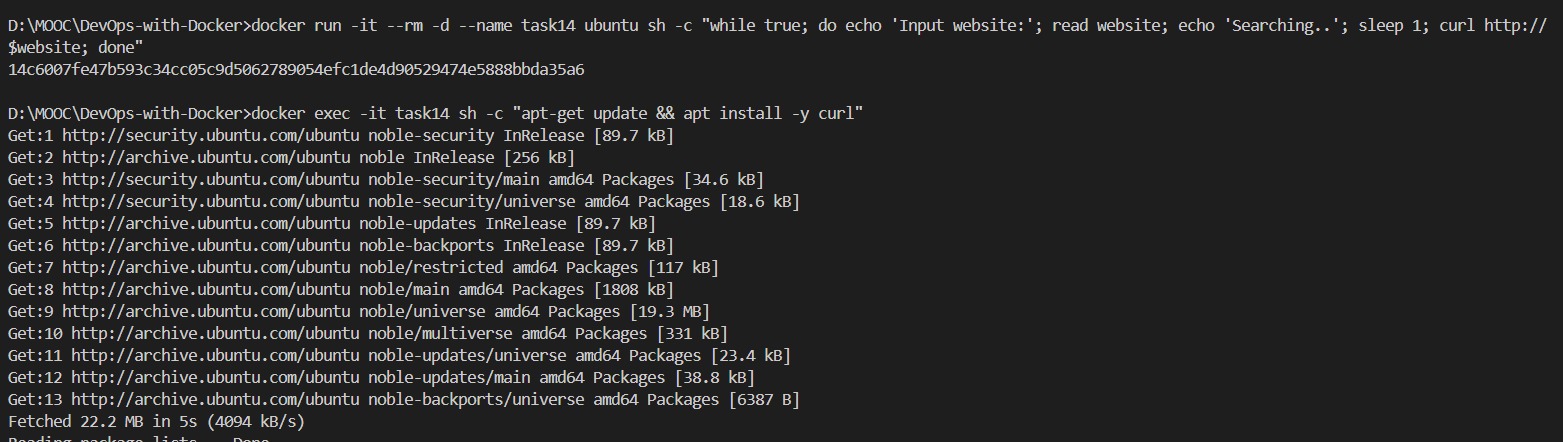 D:\MOOC\DevOps-with-Docker>docker run -it --rm -d --name task14 ubuntu sh -c "while true; do echo 'Input website:'; read website; echo 'Searching..'; sleep 1; curl http://
$website; done"
14c6007fe47b593c34cc05c9d5062789054efc1de4d90529474e5888bbda35a6
D:\MOOC\DevOps-with-Docker>docker exec -it task14 sh -c "apt-get update && apt install -y curl"
Get:1 http://security.ubuntu.com/ubuntu noble-security InRelease [89.7 kB]
Get:2 http://archive.ubuntu.com/ubuntu noble InRelease [256 kB]
Get:3 http://security.ubuntu.com/ubuntu noble-security/main amd64 Packages [34.6 kB]
Get:4 http://security.ubuntu.com/ubuntu noble-security/universe amd64 Packages [18.6 kB]
Get:5 http://archive.ubuntu.com/ubuntu noble-updates InRelease [89.7 kB]
Get:6 http://archive.ubuntu.com/ubuntu noble-backports InRelease [89.7 kB]
Get:7 http://archive.ubuntu.com/ubuntu noble/restricted amd64 Packages [117 kB]
Get:8 http://archive.ubuntu.com/ubuntu noble/main amd64 Packages [1808 kB]
Get:9 http://archive.ubuntu.com/ubuntu noble/universe amd64 Packages [19.3 MB]
Get:10 http://archive.ubuntu.com/ubuntu noble/multiverse amd64 Packages [331 kB]
Get:11 http://archive.ubuntu.com/ubuntu noble-updates/universe amd64 Packages [23.4 kB]
Get:12 http://archive.ubuntu.com/ubuntu noble-updates/main amd64 Packages [38.8 kB]
Get:13 http://archive.ubuntu.com/ubuntu noble-backports/universe amd64 Packages [6387 B]
Fetched 22.2 MB in 5s (4094 kB/s)
Reading package lists... Done